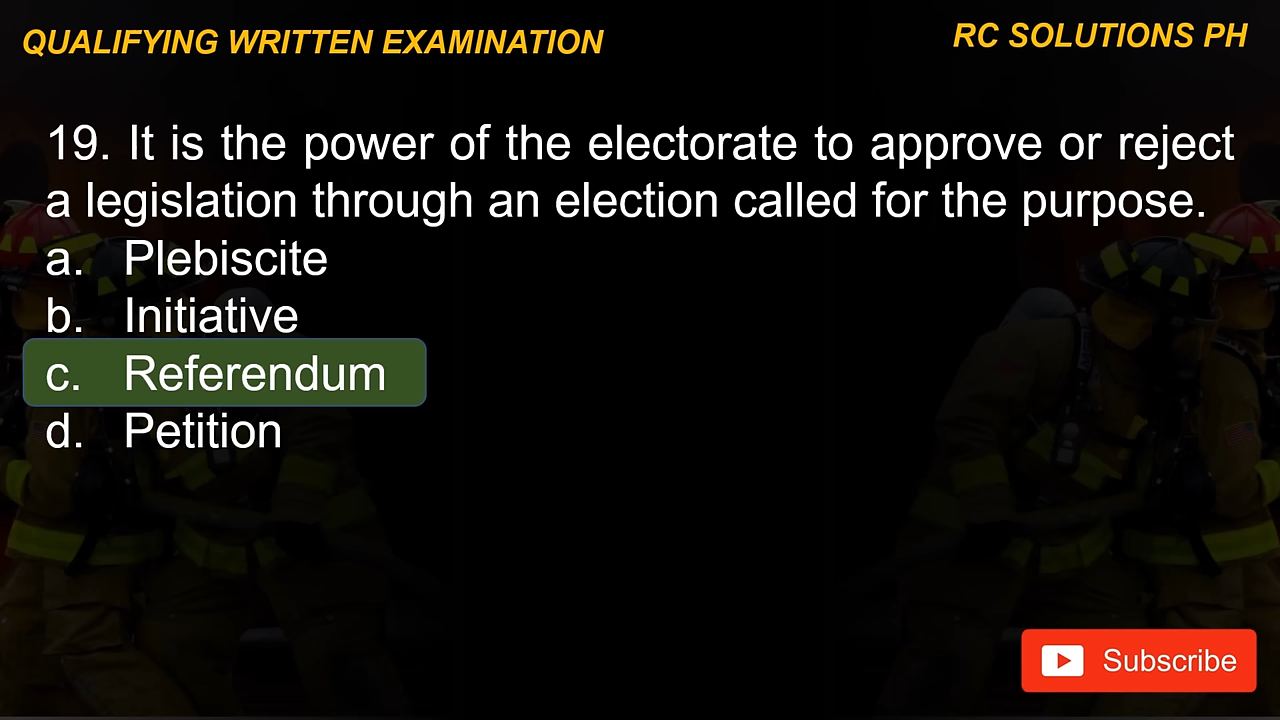 QUALIFYING WRITTEN EXAMINATION
RC SOLUTIONS PH
19. It is the power of the electorate to approve or reject
a legislation through an election called for the purpose.
a. Plebiscite
b. Initiative
c. Referendum
d. Petition
Subscribe